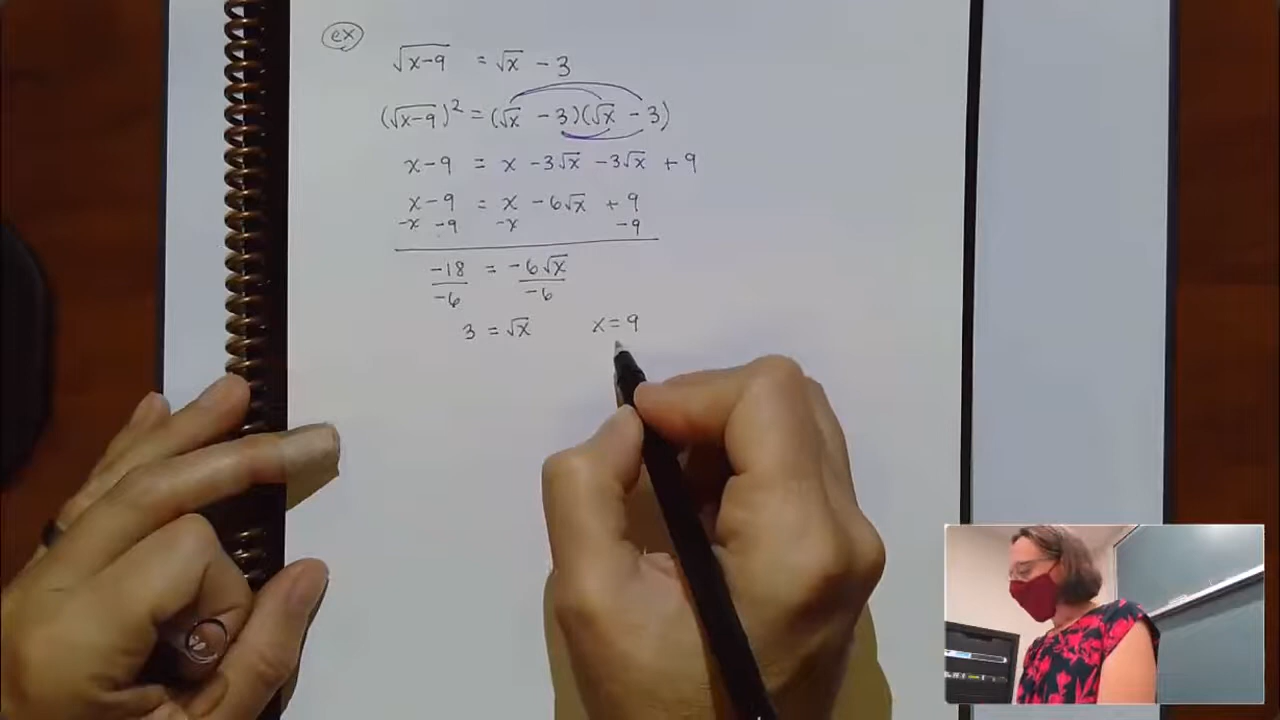 ex
√x-9 = √x - 3
(√x-9)² = (√x - 3)(√x - 3)
x-9 = x -3√x -3√x +9
x-9 = x -6√x +9
-x -9 -x -9
-18 = -6√x
-6 -6
3 = √x x=9